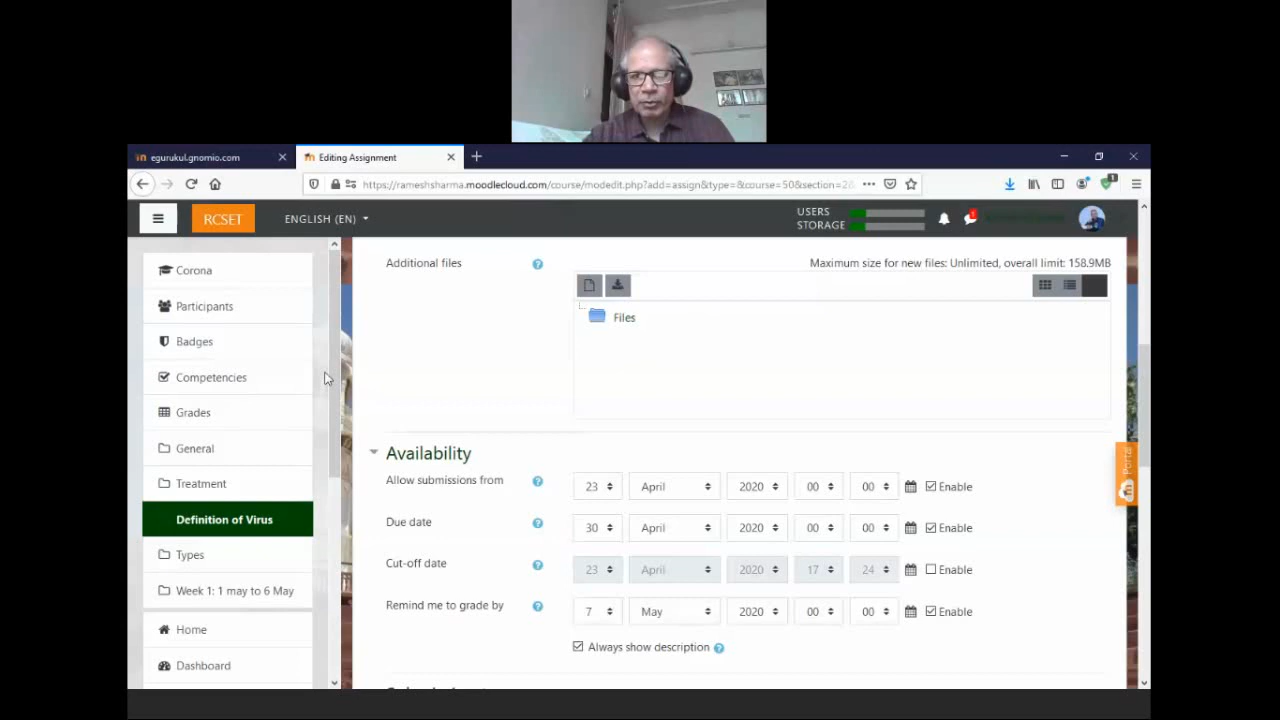 egurukul.gnomio.com
Editing Assignment
https://rameshsharma.moodlecloud.com/course/modedit.php?add=assign&type=&course=50&section=2
RCSET
ENGLISH (EN)
USERS
STORAGE
Corona
Participants
Badges
Competencies
Grades
General
Treatment
Definition of Virus
Types
Week 1: 1 may to 6 May
Home
Dashboard
Additional files
Maximum size for new files: Unlimited, overall limit: 158.9MB
Files
Availability
Allow submissions from 23 April 2020 00 00 Enable
Due date 30 April 2020 00 00 Enable
Cut-off date 23 April 2020 17 24 Enable
Remind me to grade by 7 May 2020 00 00 Enable
Always show description
Portal